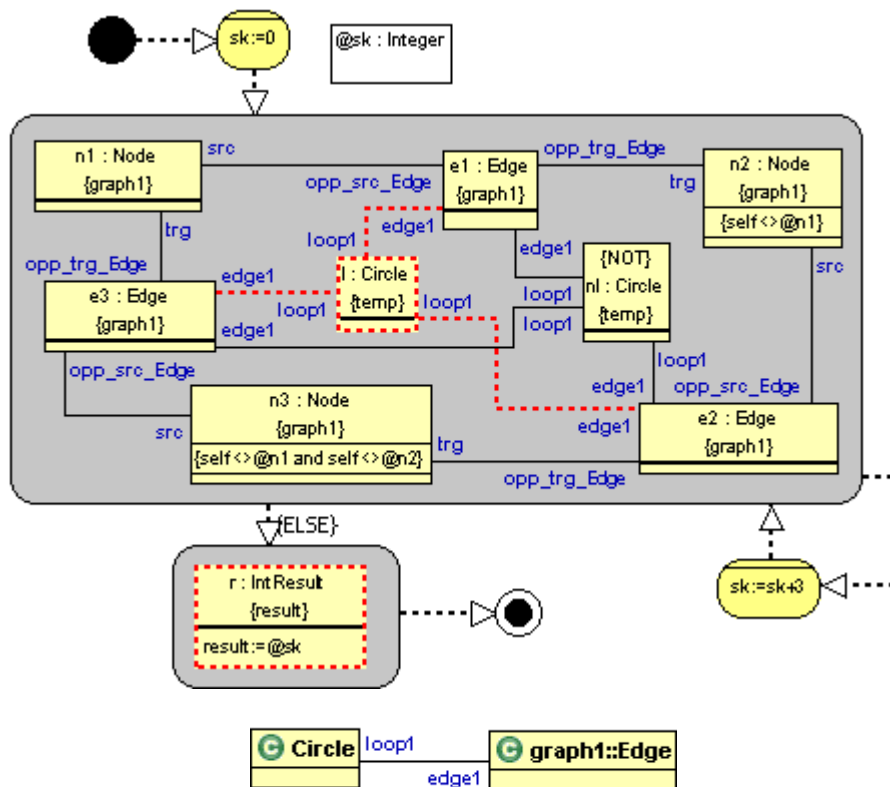 sk:=0
@sk : Integer
n1 : Node
{graph1}
src
opp_src_Edge
e1 : Edge
{graph1}
opp_trg_Edge
trg
n2 : Node
{graph1}
{self<>@n1}
src
trg
opp_trg_Edge
edge1
loop1
edge1
{NOT}
nl : Circle
{temp}
e3 : Edge
{graph1}
edge1
loop1
l : Circle
{temp}
loop1
loop1
loop1
edge1
loop1
opp_src_Edge
edge1
opp_src_Edge
src
n3 : Node
{graph1}
{self<>@n1 and self<>@n2}
trg
opp_trg_Edge
edge1
e2 : Edge
{graph1}
{ELSE}
r : IntResult
{result}
result:=@sk
sk:=sk+3
C Circle
loop1
edge1
C graph1::Edge